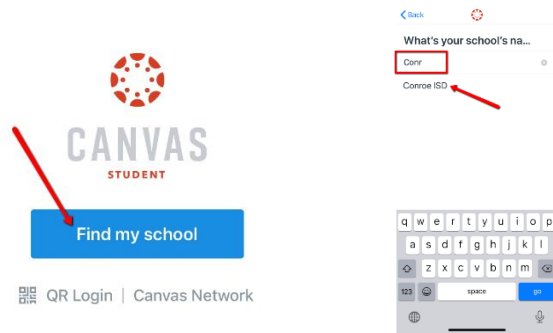 CANVAS
STUDENT
Find my school
QR Login | Canvas Network
Back
What's your school's na...
Conr
Conroe ISD
q w e r t y u i o p
a s d f g h j k l
z x c v b n m
123 space go